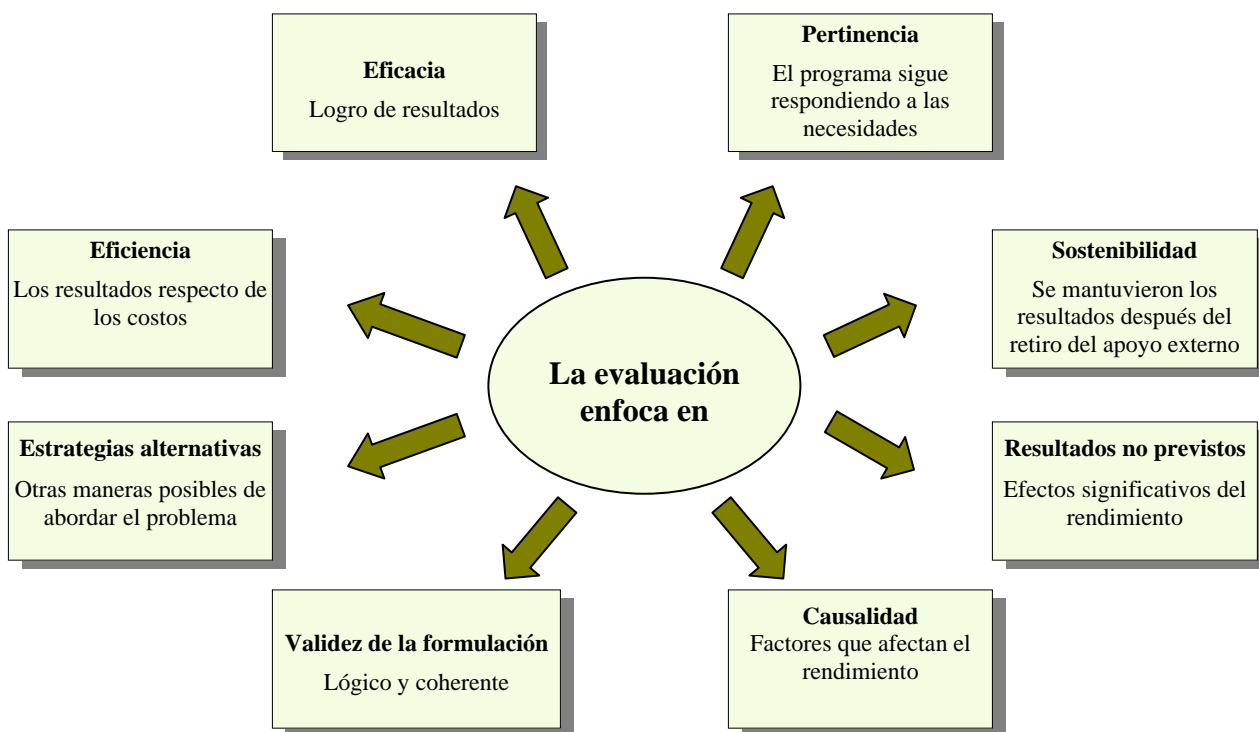 Eficacia
Logro de resultados
Pertinencia
El programa sigue
respondiendo a las
necesidades
Eficiencia
Los resultados respecto de
los costos
Sostenibilidad
Se mantuvieron los
resultados después del
retiro del apoyo externo
La evaluación
enfoca en
Estrategias alternativas
Otras maneras posibles de
abordar el problema
Resultados no previstos
Efectos significativos del
rendimiento
Validez de la formulación
Lógico y coherente
Causalidad
Factores que afectan el
rendimiento